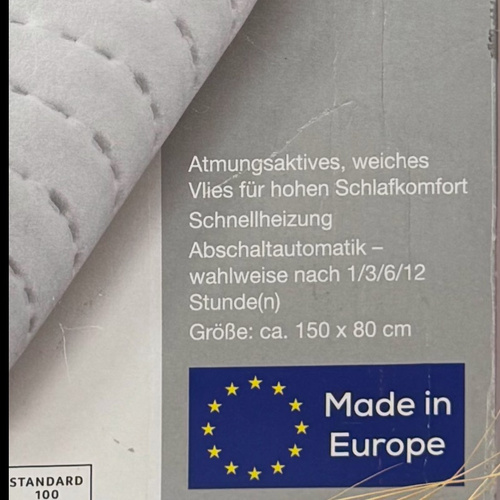 Atmungsaktives, weiches
Vlies für hohen Schlafkomfort
Schnellheizung
Abschaltautomatik –
wahlweise nach 1/3/6/12
Stunde(n)
Größe: ca. 150 x 80 cm
Made in
Europe
STANDARD
100